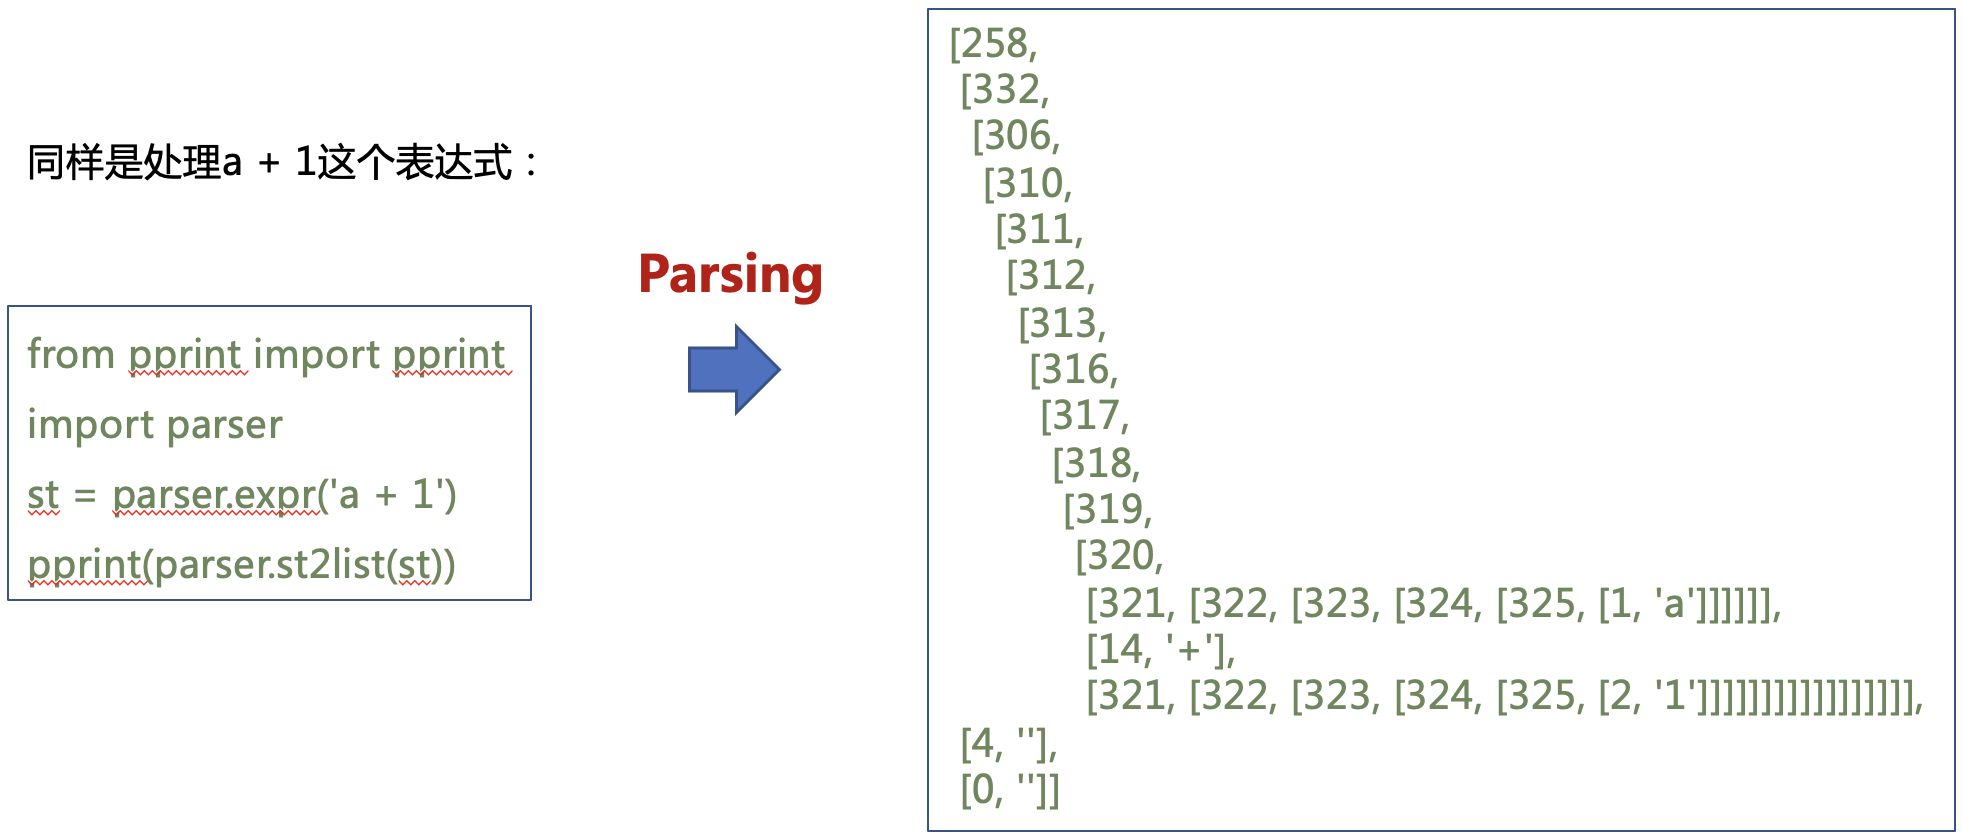 同样是处理a + 1这个表达式：
from pprint import pprint
import parser
st = parser.expr('a + 1')
pprint(parser.st2list(st))
Parsing
[258,
[332,
[306,
[310,
[311,
[312,
[313,
[316,
[317,
[318,
[319,
[320,
[321, [322, [323, [324, [325, [1, 'a']]]]]],
[14, '+'],
[321, [322, [323, [324, [325, [2, '1']]]]]]]]]]]]]]]]],
[4, ''],
[0, '']]